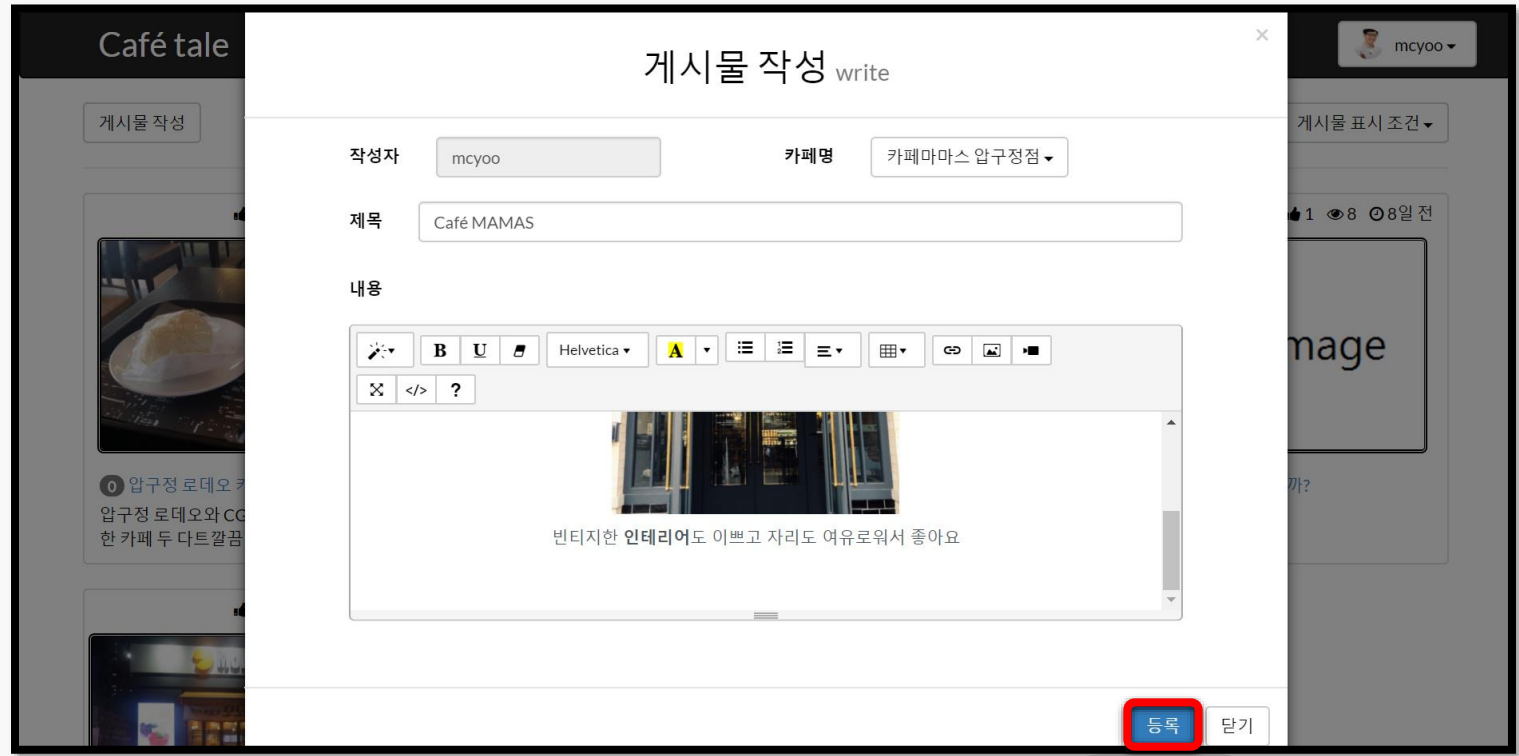 Café tale
게시물 작성 write
×
mcyoo
게시물 작성
게시물 표시 조건
작성자 mcyoo 카페명 카페마마스 압구정점
제목 Café MAMAS
1 8 8일 전
내용
B U Helvetica A
</> ?
mage
빈티지한 인테리어도 이쁘고 자리도 여유로워서 좋아요
0 압구정 로데오
까?
압구정 로데오와 CG
한 카페 두 다트깔끔
등록 닫기